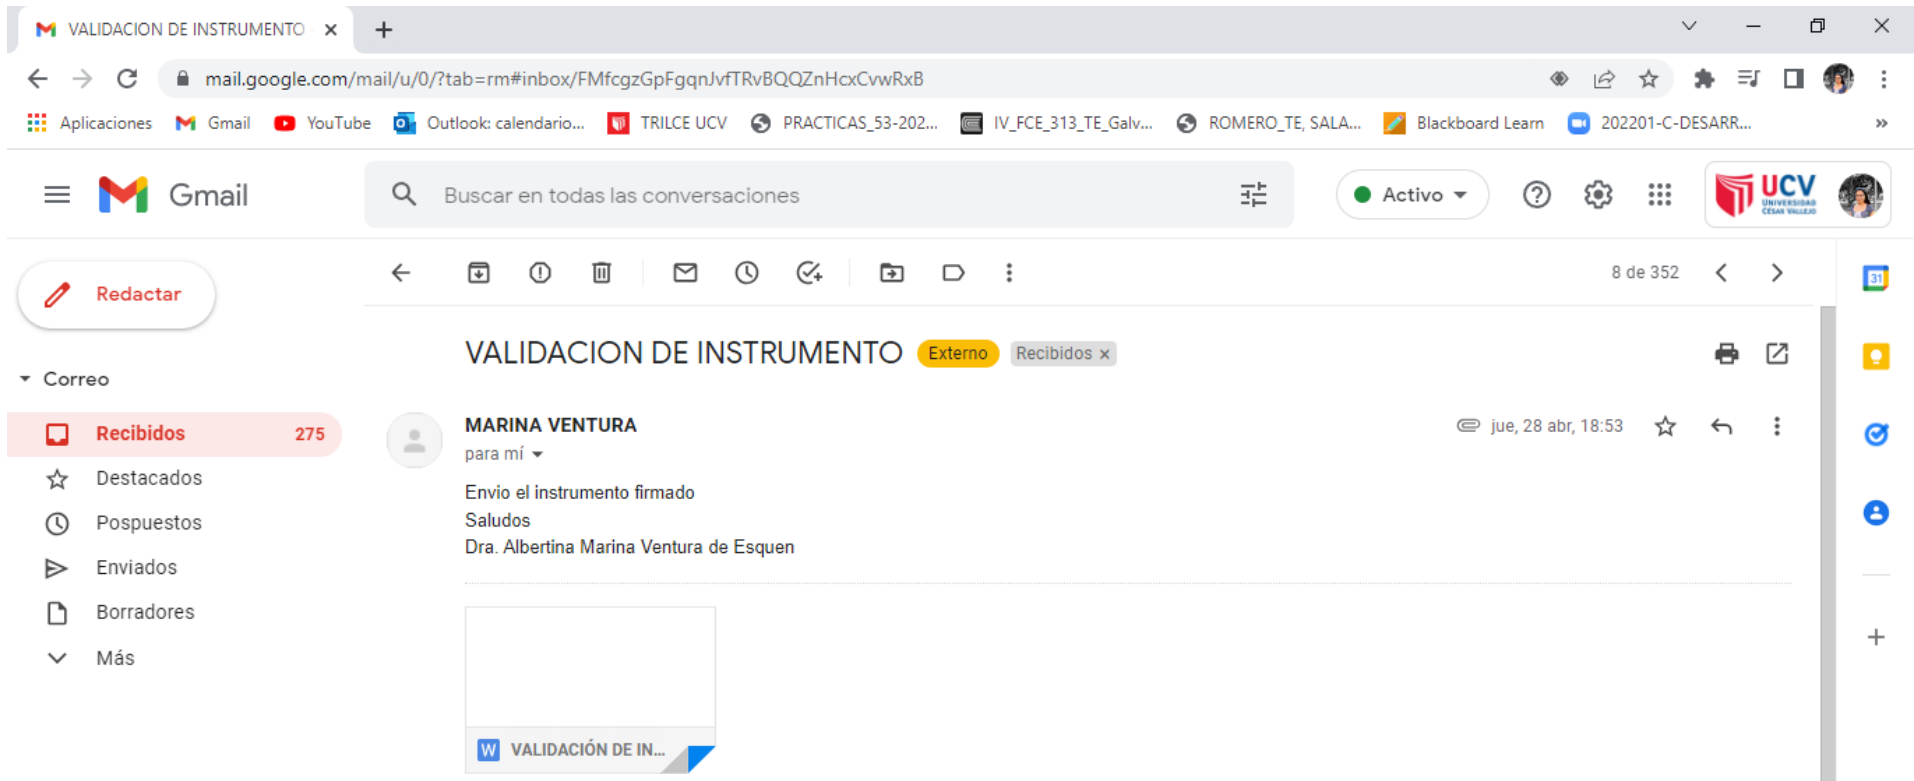 VALIDACION DE INSTRUMENTO
mail.google.com/mail/u/0/?tab=rm#inbox/FMfcgzGpFgqnJvfTRvBQQZnHcxCvwRxB
Aplicaciones Gmail YouTube Outlook: calendario... TRILCE UCV PRACTICAS_53-202... IV_FCE_313_TE_Galv... ROMERO_TE, SALA... Blackboard Learn 202201-C-DESARR... »
Gmail Buscar en todas las conversaciones Activo UCV
UNIVERSIDAD
CÉSAR VALLEJO
Redactar
8 de 352
31
VALIDACION DE INSTRUMENTO Externo Recibidos x
Correo
Recibidos 275
MARINA VENTURA jue, 28 abr, 18:53
para mí
Destacados
Envio el instrumento firmado
Pospuestos
Saludos
Dra. Albertina Marina Ventura de Esquen
Enviados
Borradores
Más
W VALIDACIÓN DE IN...